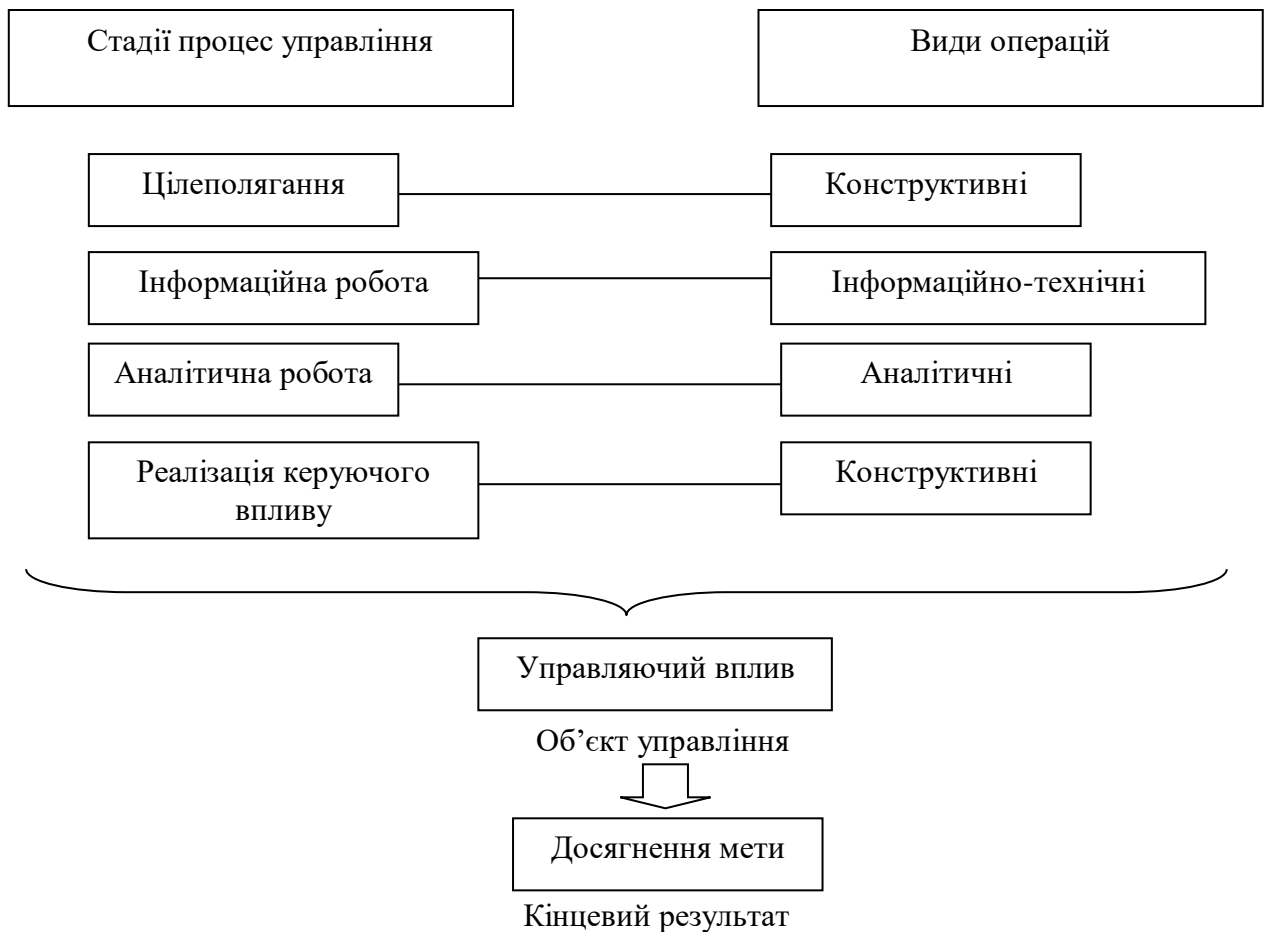 Стадії процес управління
Види операцій
Цілеполягання
Конструктивні
Інформаційна робота
Інформаційно-технічні
Аналітична робота
Аналітичні
Реалізація керуючого
впливу
Конструктивні
Управляючий вплив
Об’єкт управління
Досягнення мети
Кінцевий результат